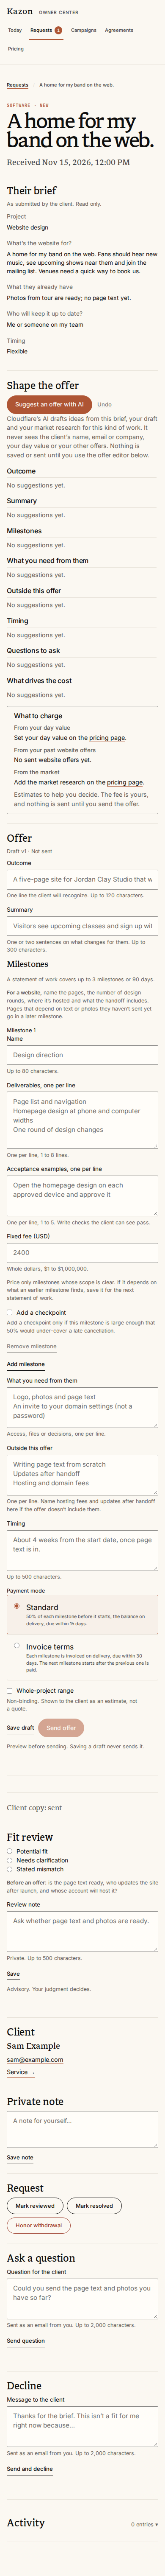 Kazon OWNER CENTER
Today Requests 1 Campaigns Agreements
Pricing
Requests A home for my band on the web.
SOFTWARE · NEW
A home for my
band on the web.
Received Nov 15, 2026, 12:00 PM
Their brief
As submitted by the client. Read only.
Project
Website design
What's the website for?
A home for my band on the web. Fans should hear new
music, see upcoming shows near them and join the
mailing list. Venues need a quick way to book us.
What they already have
Photos from tour are ready; no page text yet.
Who will keep it up to date?
Me or someone on my team
Timing
Flexible
Shape the offer
Suggest an offer with AI Undo
Cloudflare's AI drafts ideas from this brief, your draft
and your market research for this kind of work. It
never sees the client's name, email or company,
your day value or your other offers. Nothing is
saved or sent until you use the offer editor below.
Outcome
No suggestions yet.
Summary
No suggestions yet.
Milestones
No suggestions yet.
What you need from them
No suggestions yet.
Outside this offer
No suggestions yet.
Timing
No suggestions yet.
Questions to ask
No suggestions yet.
What drives the cost
No suggestions yet.
What to charge
From your day value
Set your day value on the pricing page.
From your past website offers
No sent website offers yet.
From the market
Add the market research on the pricing page.
Estimates to help you decide. The fee is yours,
and nothing is sent until you send the offer.
Offer
Draft v1 · Not sent
Outcome
A five-page site for Jordan Clay Studio that w
One line the client will recognize. Up to 120 characters.
Summary
Visitors see upcoming classes and sign up wit
One or two sentences on what changes for them. Up to
300 characters.
Milestones
A statement of work covers up to 3 milestones or 90 days.
For a website, name the pages, the number of design
rounds, where it's hosted and what the handoff includes.
Pages that depend on text or photos they haven't sent yet
go in a later milestone.
Milestone 1
Name
Design direction
Up to 80 characters.
Deliverables, one per line
Page list and navigation
Homepage design at phone and computer
widths
One round of design changes
One per line, 1 to 8 lines.
Acceptance examples, one per line
Open the homepage design on each
approved device and approve it
One per line, 1 to 5. Write checks the client can see pass.
Fixed fee (USD)
2400
Whole dollars, $1 to $1,000,000.
Price only milestones whose scope is clear. If it depends on
what an earlier milestone finds, save it for the next
statement of work.
Add a checkpoint
Add a checkpoint only if this milestone is large enough that
50% would under-cover a late cancellation.
Remove milestone
Add milestone
What you need from them
Logo, photos and page text
An invite to your domain settings (not a
password)
Access, files or decisions, one per line.
Outside this offer
Writing page text from scratch
Updates after handoff
Hosting and domain fees
One per line. Name hosting fees and updates after handoff
here if the offer doesn't include them.
Timing
About 4 weeks from the start date, once page
text is in.
Up to 500 characters.
Payment mode
Standard
50% of each milestone before it starts, the balance on
delivery, due in 15 days.
Invoice terms
Each milestone is invoiced on delivery, due within 30
days. The next milestone starts after the previous one is
paid.
Whole-project range
Non-binding. Shown to the client as an estimate, not
a quote.
Save draft Send offer
Preview before sending. Saving a draft never sends it.
Client copy: sent
Fit review
Potential fit
Needs clarification
Stated mismatch
Before an offer: is the page text ready, who updates the site
after launch, and whose account will host it?
Review note
Ask whether page text and photos are ready.
Private. Up to 500 characters.
Save
Advisory. Your judgment decides.
Client
Sam Example
sam@example.com
Service →
Private note
A note for yourself…
Save note
Request
Mark reviewed Mark resolved
Honor withdrawal
Ask a question
Question for the client
Could you send the page text and photos you
have so far?
Sent as an email from you. Up to 2,000 characters.
Send question
Decline
Message to the client
Thanks for the brief. This isn't a fit for me
right now because…
Sent as an email from you. Up to 2,000 characters.
Send and decline
Activity 0 entries ▾